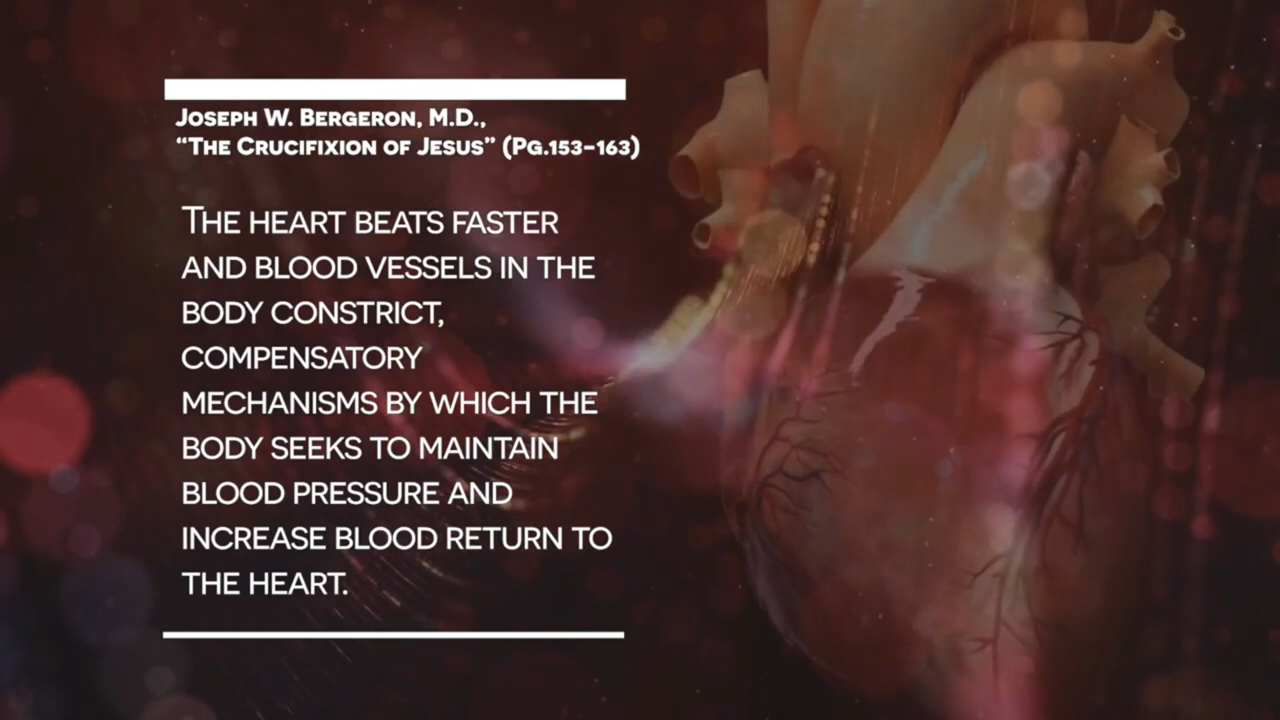 Joseph W. Bergeron, M.D.,
“The Crucifixion of Jesus” (Pg.153–163)
The heart beats faster
and blood vessels in the
body constrict,
compensatory
mechanisms by which the
body seeks to maintain
blood pressure and
increase blood return to
the heart.